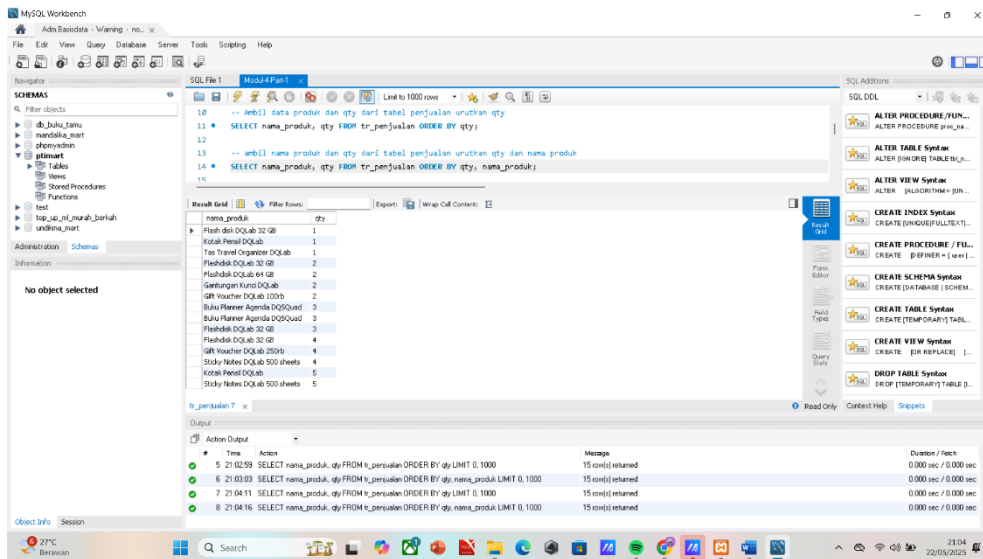 MySQL Workbench
Adm.Basisdata - Warning - no...
File Edit View Query Database Server Tools Scripting Help
Navigator
SCHEMAS
Filter objects
db_buku_tamu
mandalika_mart
phpmyadmin
ptimart
Tables
Views
Stored Procedures
Functions
test
top_up_ml_murah_berkah
undikma_mart
Administration Schemas
Information
No object selected
Object Info Session
SQL File 1 Modul-4-Part-1
Limit to 1000 rows
10 -- Ambil data produk dan qty dari tabel penjualan urutkan qty
11 SELECT nama_produk, qty FROM tr_penjualan ORDER BY qty;
12
13 -- ambil nama produk dan qty dari tabel penjualan urutkan qty dan nama produk
14 SELECT nama_produk, qty FROM tr_penjualan ORDER BY qty, nama_produk;
15
Result Grid Filter Rows: Export: Wrap Cell Content:
nama_produk qty
Flash disk DQLab 32 GB 1
Kotak Pensil DQLab 1
Tas Travel Organizer DQLab 1
Flashdisk DQLab 32 GB 2
Flashdisk DQLab 64 GB 2
Gantungan Kunci DQLab 2
Gift Voucher DQLab 100rb 2
Buku Planner Agenda DQSQuad 3
Buku Planner Agenda DQSQuad 3
Flashdisk DQLab 32 GB 3
Flashdisk DQLab 32 GB 4
Gift Voucher DQLab 250rb 4
Sticky Notes DQLab 500 sheets 4
Kotak Pensil DQLab 5
Sticky Notes DQLab 500 sheets 5
Result Grid
Form Editor
Field Types
Query Stats
tr_penjualan 7
Read Only
Output
Action Output
# Time Action Message Duration / Fetch
5 21:02:59 SELECT nama_produk, qty FROM tr_penjualan ORDER BY qty LIMIT 0, 1000 15 row(s) returned 0.000 sec / 0.000 sec
6 21:03:03 SELECT nama_produk, qty FROM tr_penjualan ORDER BY qty, nama_produk LIMIT 0, 1000 15 row(s) returned 0.000 sec / 0.000 sec
7 21:04:11 SELECT nama_produk, qty FROM tr_penjualan ORDER BY qty LIMIT 0, 1000 15 row(s) returned 0.000 sec / 0.000 sec
8 21:04:16 SELECT nama_produk, qty FROM tr_penjualan ORDER BY qty, nama_produk LIMIT 0, 1000 15 row(s) returned 0.000 sec / 0.000 sec
SQL Additions
SQL DDL
ALTER PROCEDURE/FUN...
ALTER PROCEDURE proc_na...
ALTER TABLE Syntax
ALTER [IGNORE] TABLE tbl_n...
ALTER VIEW Syntax
ALTER [ALGORITHM = {UN...
CREATE INDEX Syntax
CREATE [UNIQUE|FULLTEXT|...
CREATE PROCEDURE / FU...
CREATE [DEFINER = { user | ...
CREATE SCHEMA Syntax
CREATE {DATABASE | SCHEM...
CREATE TABLE Syntax
CREATE [TEMPORARY] TABL...
CREATE VIEW Syntax
CREATE [OR REPLACE] [...
DROP TABLE Syntax
DROP [TEMPORARY] TABLE [I...
Context Help Snippets
27°C
Berawan
Search
21:04
22/05/2025